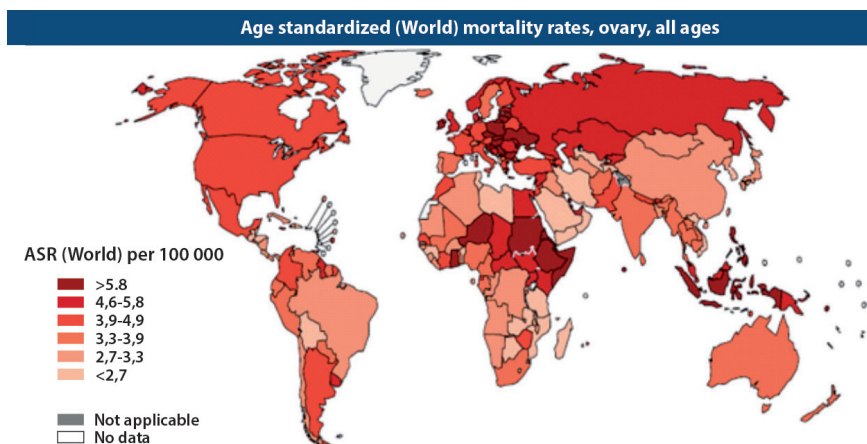 Age standardized (World) mortality rates, ovary, all ages
ASR (World) per 100 000
>5.8
4,6-5,8
3,9-4,9
3,3-3,9
2,7-3,3
<2,7
Not applicable
No data